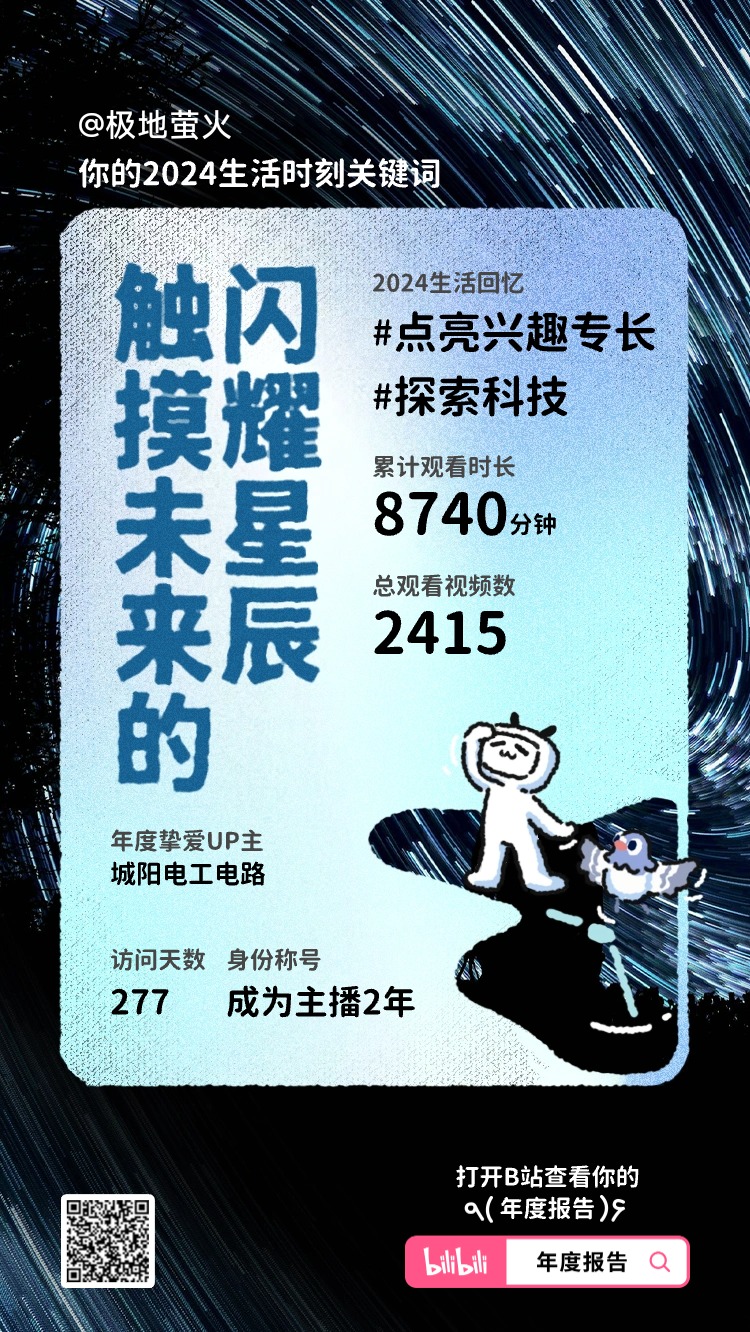 @极地萤火
你的2024生活时刻关键词
触摸未来的
闪耀星辰
2024生活回忆
#点亮兴趣专长
#探索科技
累计观看时长
8740分钟
总观看视频数
2415
年度挚爱UP主
城阳电工电路
访问天数
277
身份称号
成为主播2年
打开B站查看你的
٩( 年度报告 )۶
bilibili
年度报告